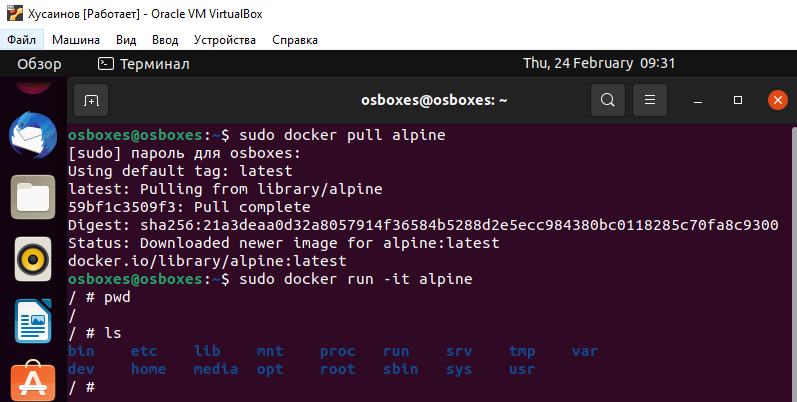 Хусаинов [Работает] - Oracle VM VirtualBox
Файл Машина Вид Ввод Устройства Справка
Обзор Терминал Thu, 24 February 09:31
osboxes@osboxes: ~
osboxes@osboxes:~$ sudo docker pull alpine
[sudo] пароль для osboxes:
Using default tag: latest
latest: Pulling from library/alpine
59bf1c3509f3: Pull complete
Digest: sha256:21a3deaa0d32a8057914f36584b5288d2e5ecc984380bc0118285c70fa8c9300
Status: Downloaded newer image for alpine:latest
docker.io/library/alpine:latest
osboxes@osboxes:~$ sudo docker run -it alpine
/ # pwd
/
/ # ls
bin etc lib mnt proc run srv tmp var
dev home media opt root sbin sys usr
/ #